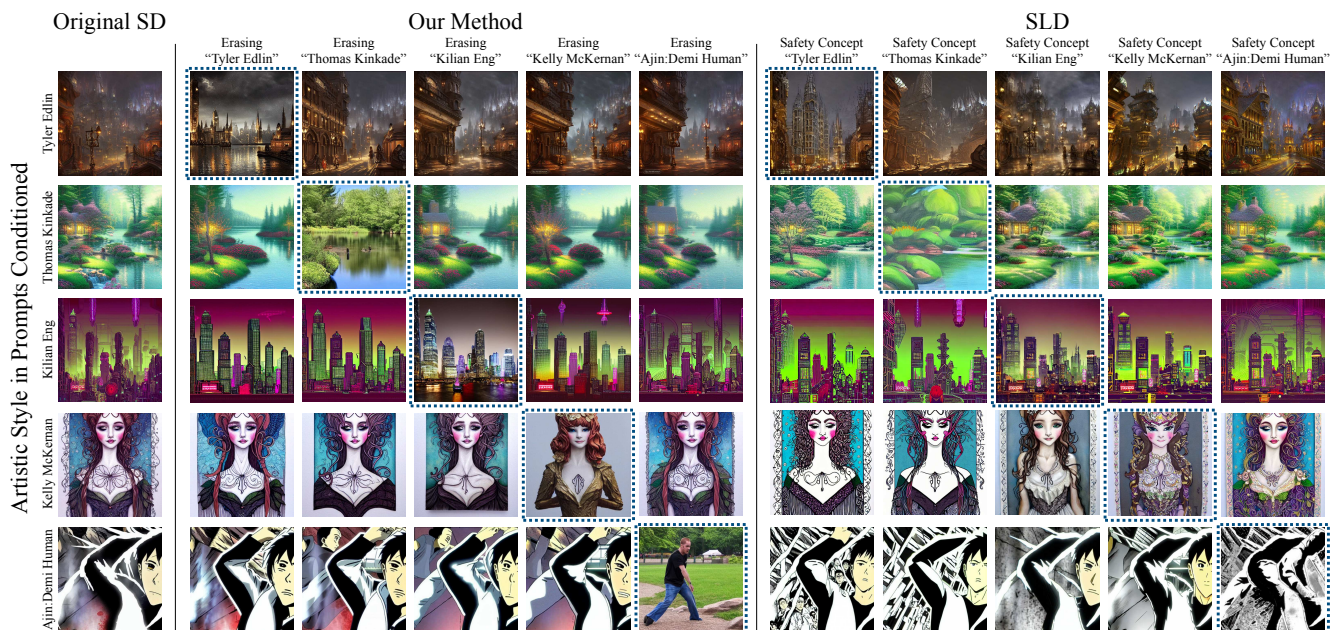 Original SD
Our Method
SLD
Erasing
“Tyler Edlin”
Erasing
“Thomas Kinkade”
Erasing
“Kilian Eng”
Erasing
“Kelly McKernan”
Erasing
“Ajin:Demi Human”
Safety Concept
“Tyler Edlin”
Safety Concept
“Thomas Kinkade”
Safety Concept
“Kilian Eng”
Safety Concept
“Kelly McKernan”
Safety Concept
“Ajin:Demi Human”
Artistic Style in Prompts Conditioned
Tyler Edlin
Thomas Kinkade
Kilian Eng
Kelly McKernan
Ajin:Demi Human